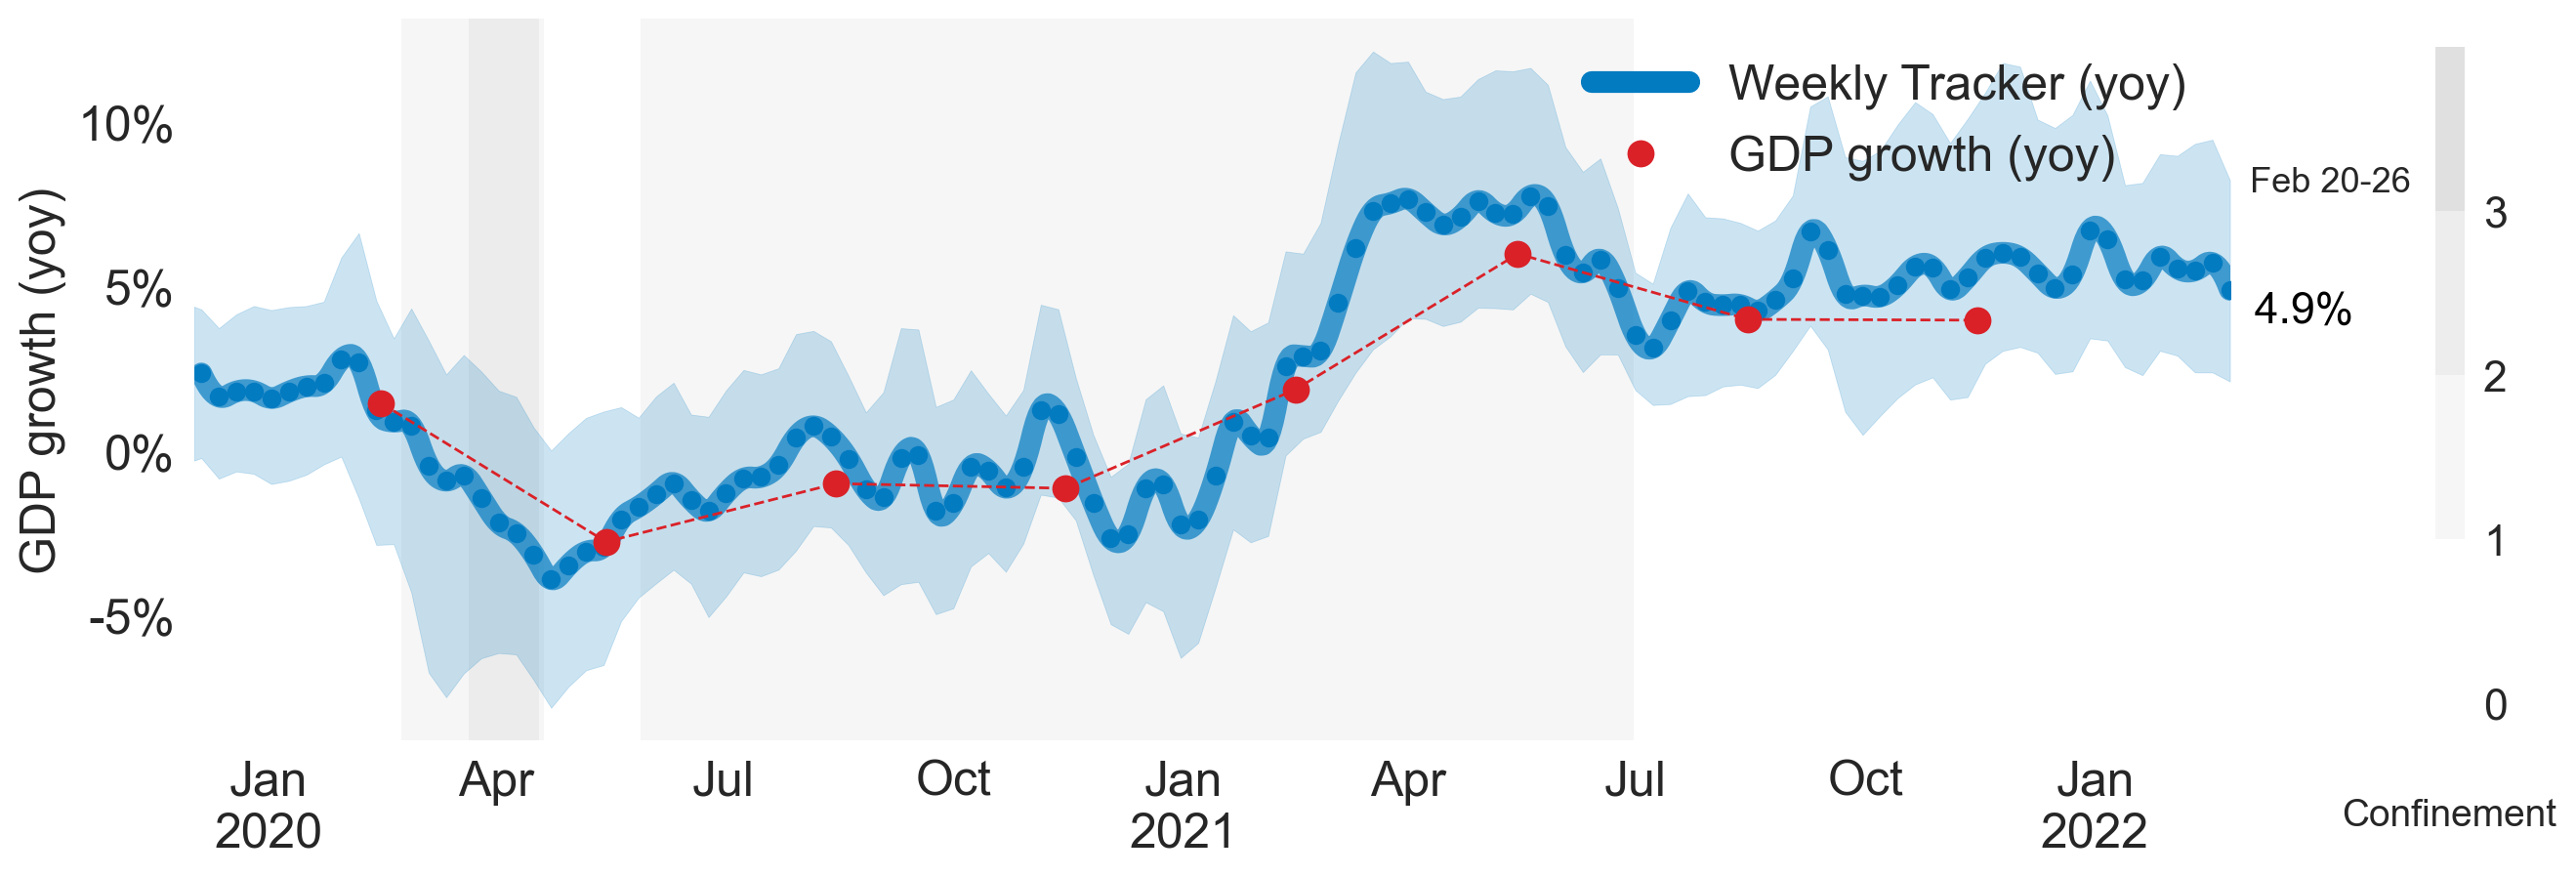 Weekly Tracker (yoy)
GDP growth (yoy)
GDP growth (yoy)
10%
5%
0%
-5%
Jan
2020
Apr
Jul
Oct
Jan
2021
Apr
Jul
Oct
Jan
2022
Feb 20-26
4.9%
3
2
1
0
Confinement